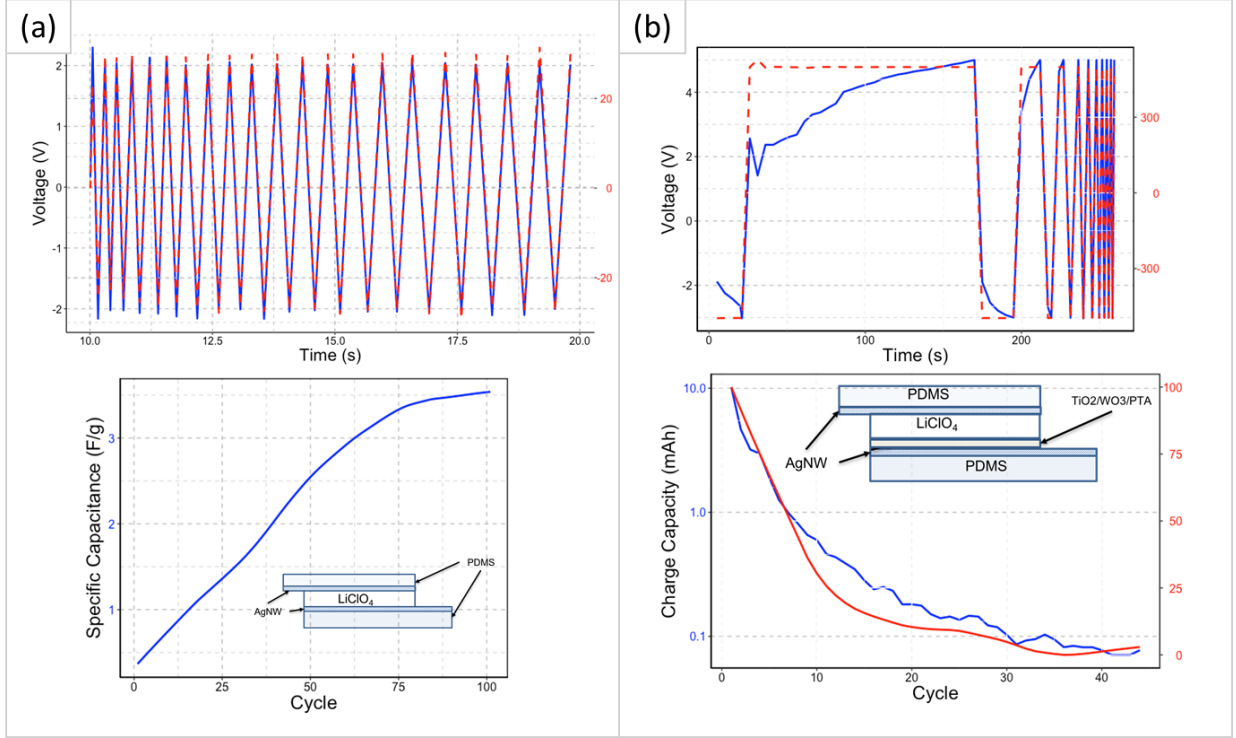 (a)
2
1
0
-1
-2
Voltage (V)
20
0
-20
10.0 12.5 15.0 17.5 20.0
Time (s)
3
2
1
Specific Capacitance (F/g)
PDMS
LiClO4
AgNW
0 25 50 75 100
Cycle
(b)
4
2
0
-2
Voltage (V)
300
0
-300
0 100 200
Time (s)
10.0
1.0
0.1
Charge Capacity (mAh)
PDMS
TiO2/WO3/PTA
LiClO4
AgNW
PDMS
100
75
50
25
0
0 10 20 30 40
Cycle